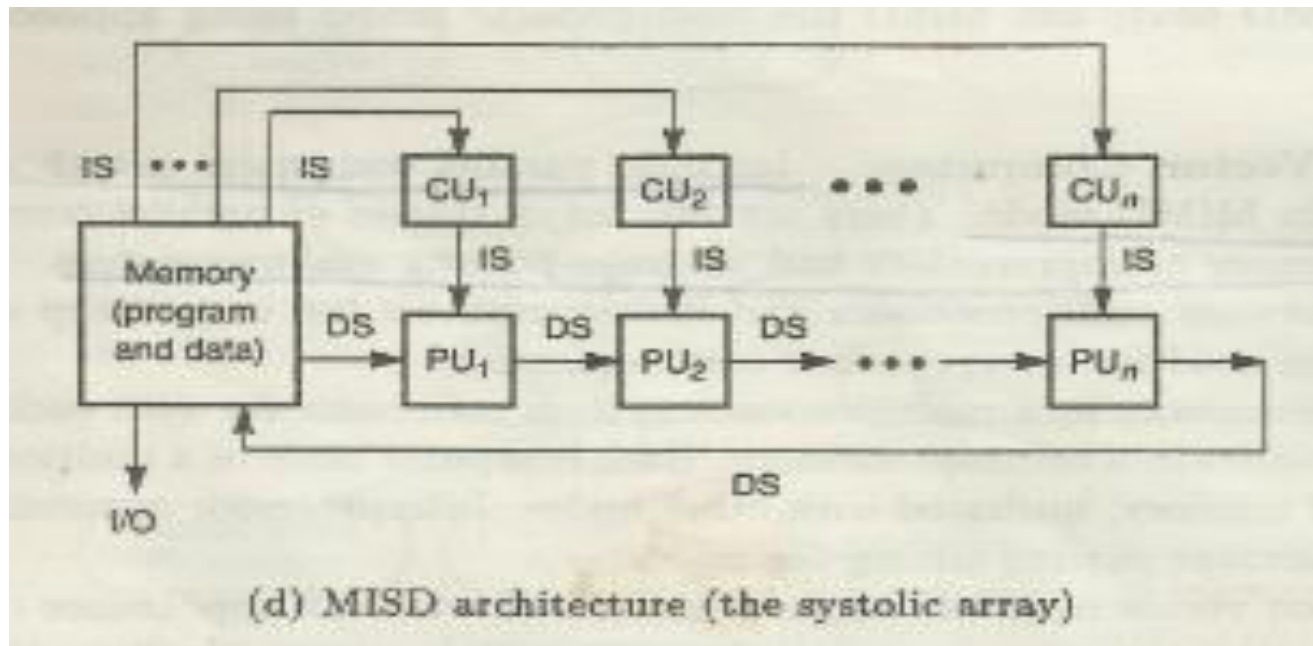 IS ••• IS
CU1 CU2 ••• CUn
IS IS IS
Memory
(program
and data)
DS PU1 DS PU2 DS ••• PUn
DS
I/O
(d) MISD architecture (the systolic array)